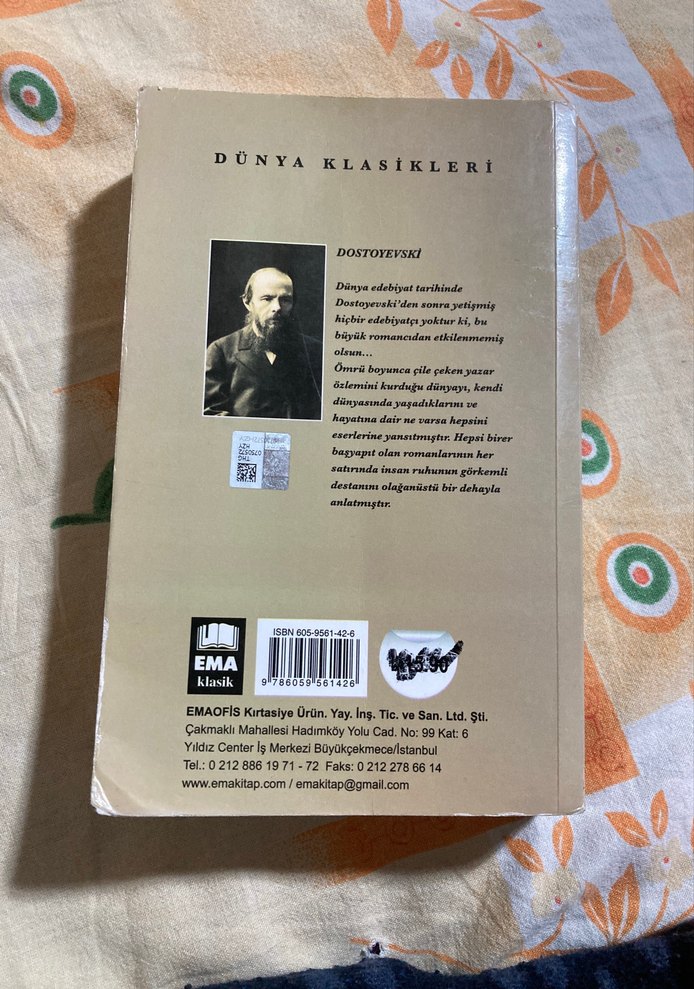 DÜNYA KLASİKLERİ
DOSTOYEVSKİ
Dünya edebiyat tarihinde
Dostoyevski'den sonra yetişmiş
hiçbir edebiyatçı yoktur ki, bu
büyük romancıdan etkilenmemiş
olsun...
Ömrü boyunca çile çeken yazar
özlemini kurduğu dünyayı, kendi
dünyasında yaşadıklarını ve
hayatına dair ne varsa hepsini
eserlerine yansıtmıştır. Hepsi birer
başyapıt olan romanlarının her
satırında insan ruhunun görkemli
destanını olağanüstü bir dehayla
anlatmıştır.
THG
0750572
HZY
EMA
klasik
ISBN 605-9561-42-6
9 786059 561426
15.90
EMAOFİS Kırtasiye Ürün. Yay. İnş. Tic. ve San. Ltd. Şti.
Çakmaklı Mahallesi Hadımköy Yolu Cad. No: 99 Kat: 6
Yıldız Center İş Merkezi Büyükçekmece/İstanbul
Tel.: 0 212 886 19 71 - 72 Faks: 0 212 278 66 14
www.emakitap.com / emakitap@gmail.com